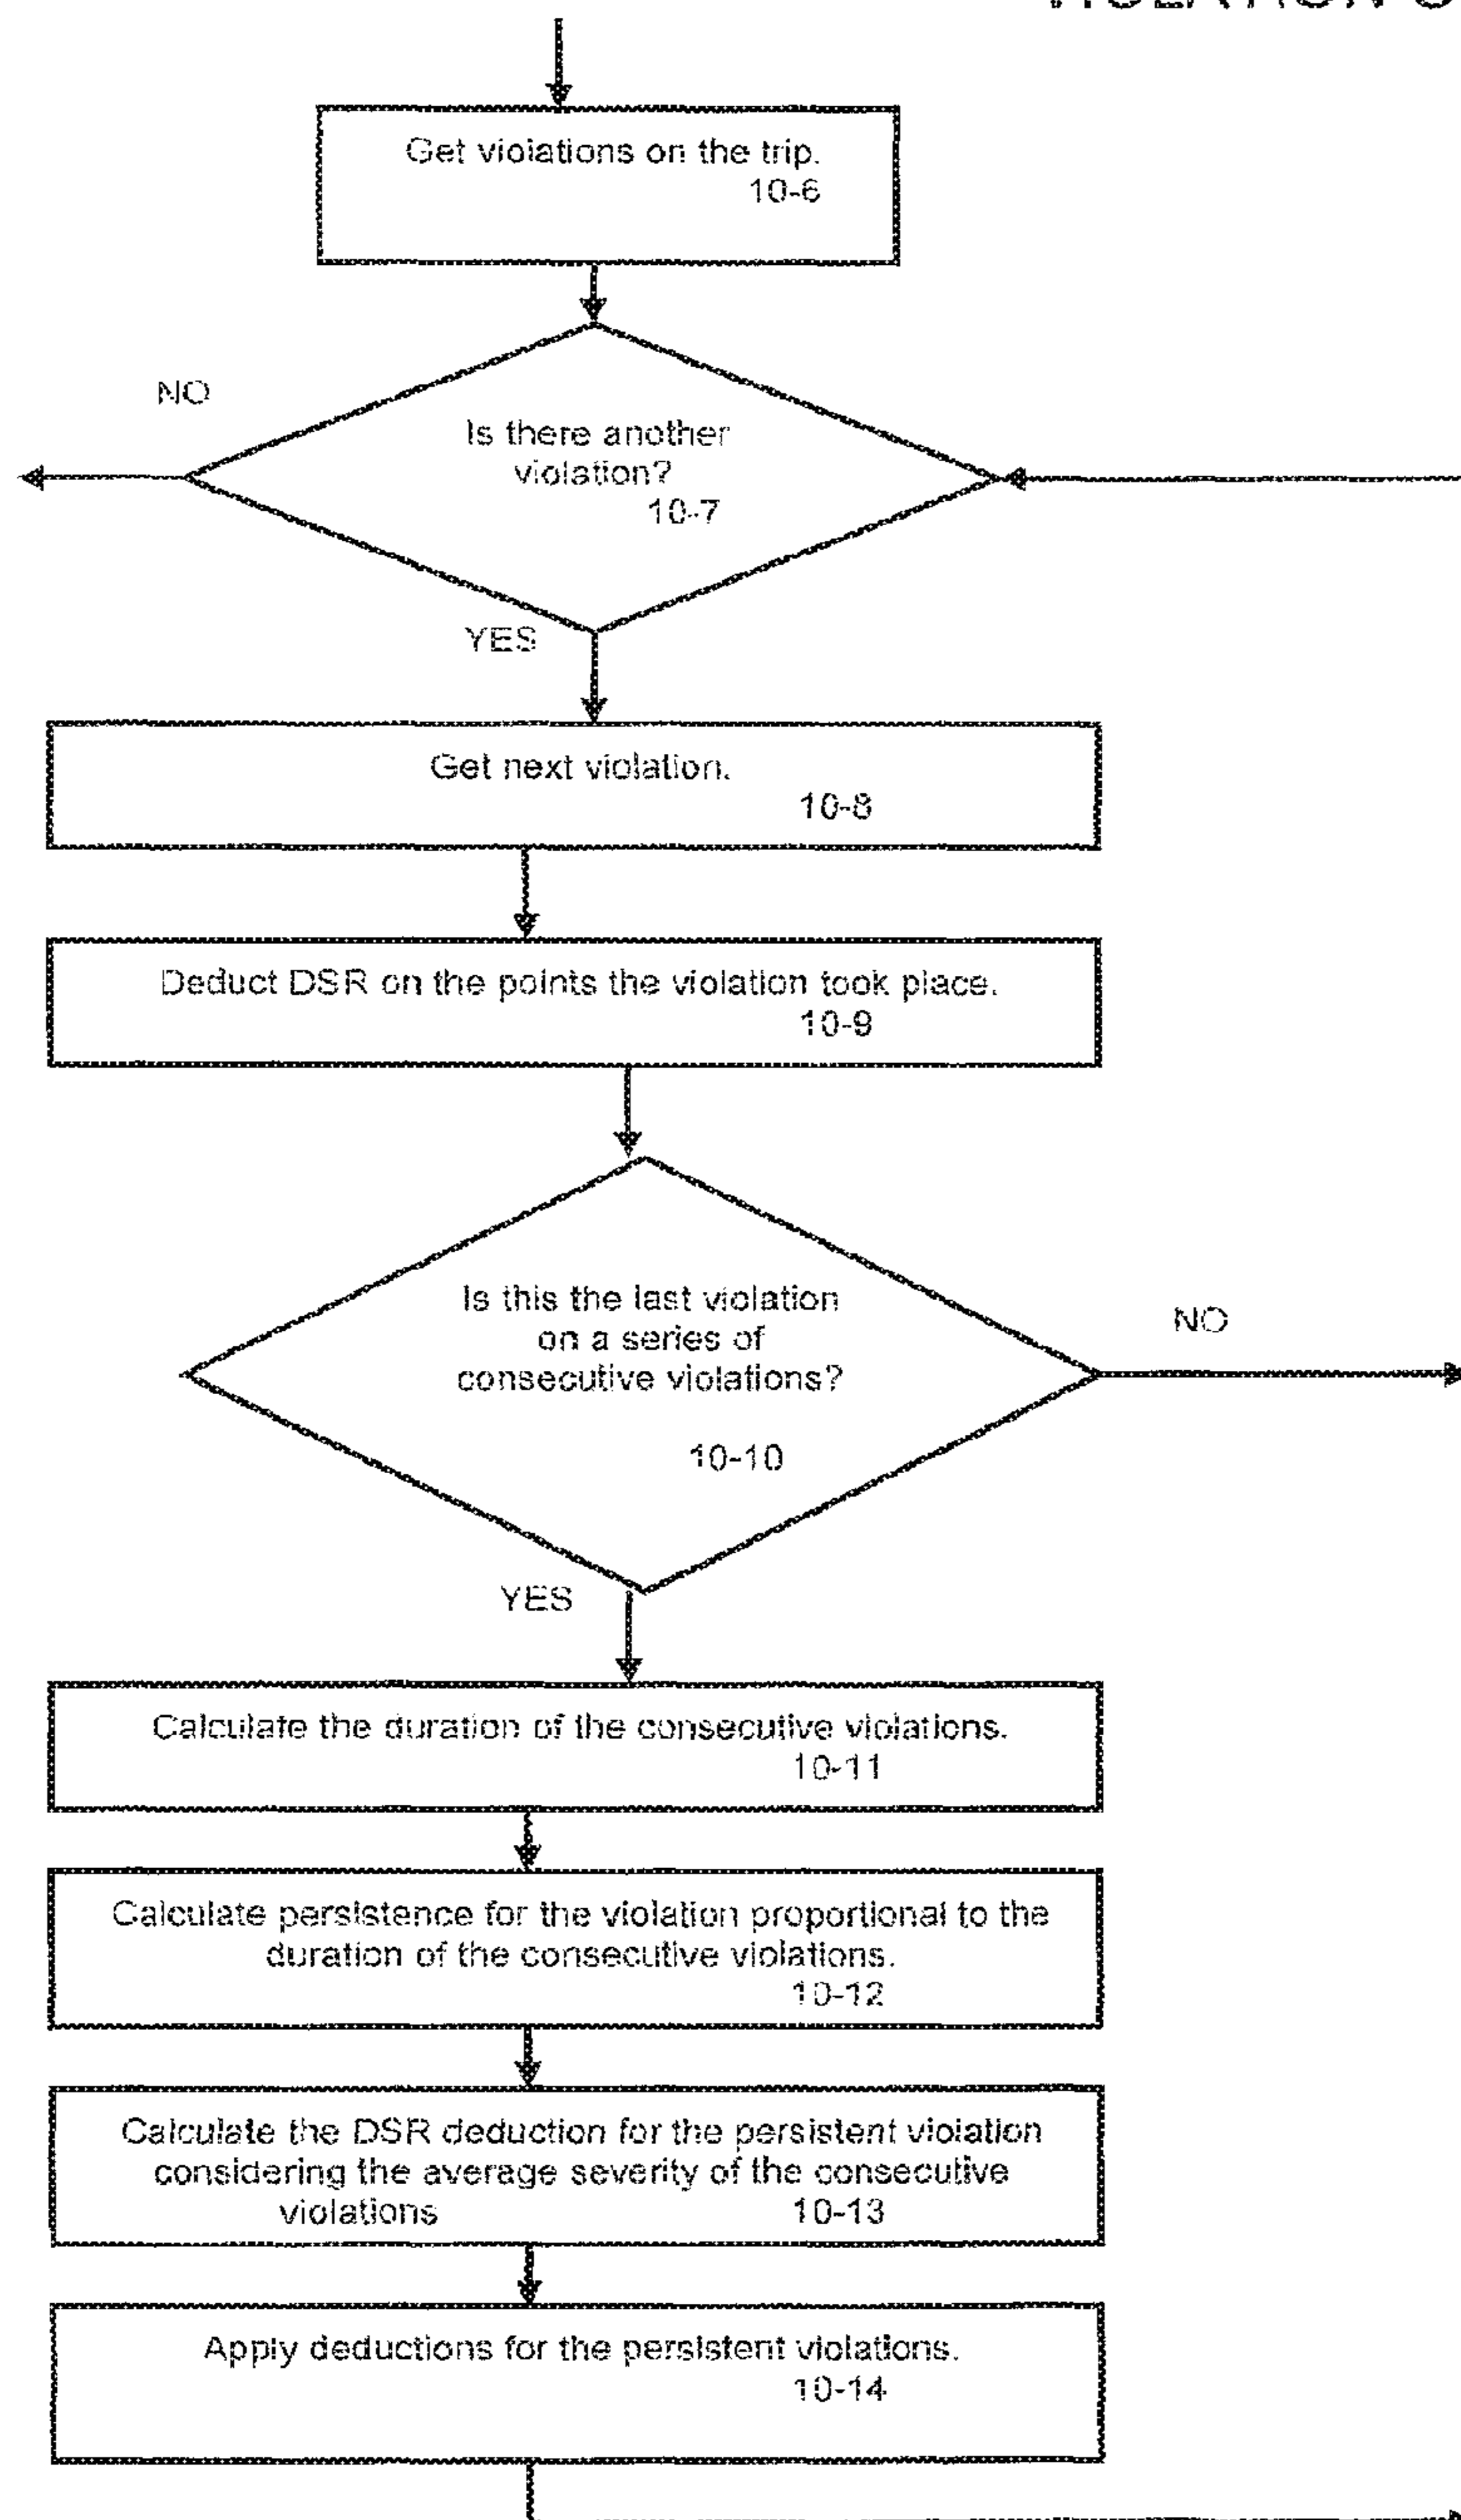 Get violations on the trip.
10-6
NO
Is there another
violation?
10-7
YES
Get next violation.
10-8
Deduct DSR on the points the violation took place.
10-9
Is this the last violation
on a series of
consecutive violations?
NO
10-10
YES
Calculate the duration of the consecutive violations.
10-11
Calculate persistence for the violation proportional to the
duration of the consecutive violations.
10-12
Calculate the DSR deduction for the persistent violation
considering the average severity of the consecutive
violations 10-13
Apply deductions for the persistent violations.
10-14